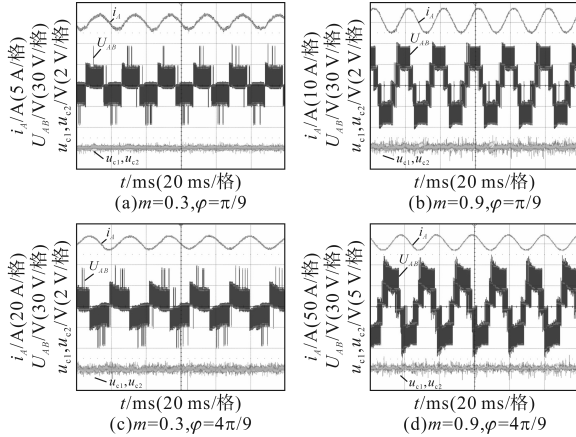 i_A/A(5 A/格)
U_AB/V(30 V/格)
u_c1,u_c2/V(2 V/格)
i_A
U_AB
u_c1,u_c2
t/ms(20 ms/格)
(a)m=0.3,φ=π/9
i_A/A(10 A/格)
U_AB/V(30 V/格)
u_c1,u_c2/V(2 V/格)
i_A
U_AB
u_c1,u_c2
t/ms(20 ms/格)
(b)m=0.9,φ=π/9
i_A/A(20 A/格)
U_AB/V(30 V/格)
u_c1,u_c2/V(2 V/格)
i_A
U_AB
u_c1,u_c2
t/ms(20 ms/格)
(c)m=0.3,φ=4π/9
i_A/A(50 A/格)
U_AB/V(30 V/格)
u_c1,u_c2/V(5 V/格)
i_A
U_AB
u_c1,u_c2
t/ms(20 ms/格)
(d)m=0.9,φ=4π/9